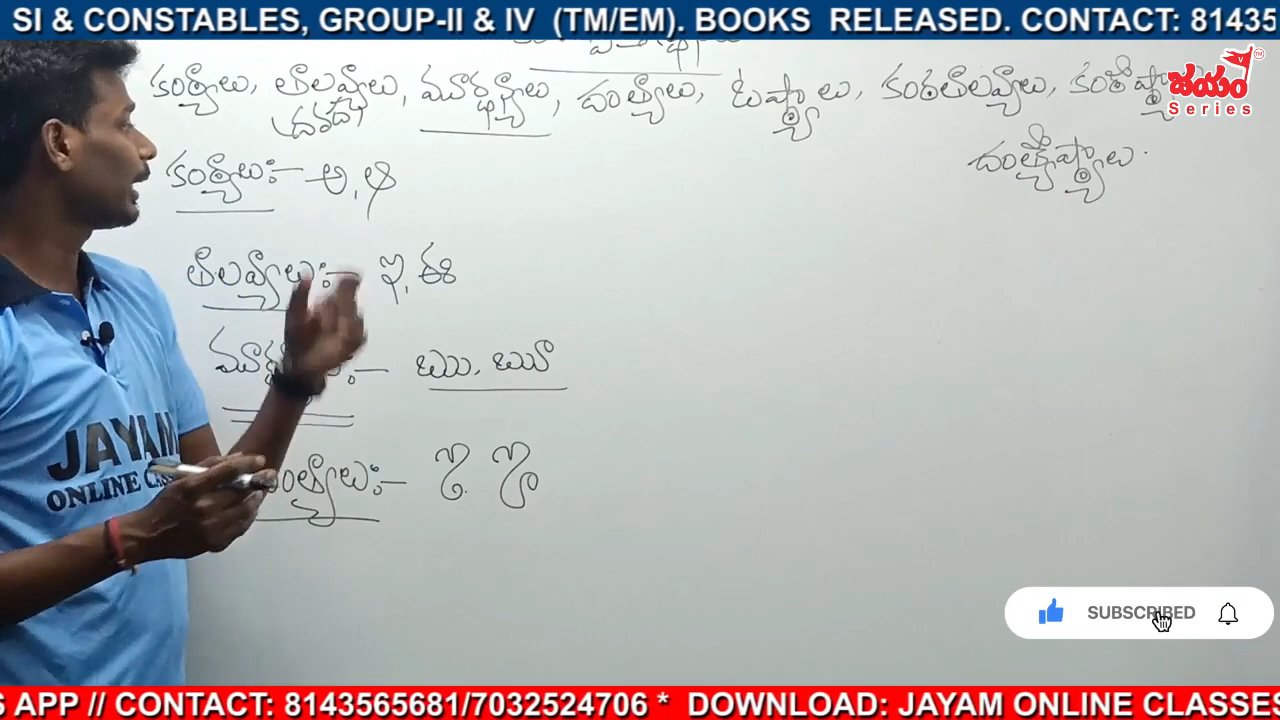 SI & CONSTABLES, GROUP-II & IV (TM/EM). BOOKS RELEASED. CONTACT: 81435
కంఠ్యాలు, తాలవ్యాలు, మూర్ధన్యాలు, దంత్యాలు, ఓష్ఠ్యాలు, కంఠతాలవ్యాలు,
జయం
Series
దంత్యోష్ఠ్యాలు.
కంఠ్యాలు:- అ, ఆ
తాలవ్యాలు:- ఇ, ఈ
ఋ, ఋూ
JAYAM
ONLINE
ఌ ౡ
SUBSCRIBED
S APP // CONTACT: 8143565681/7032524706 * DOWNLOAD: JAYAM ONLINE CLASSES